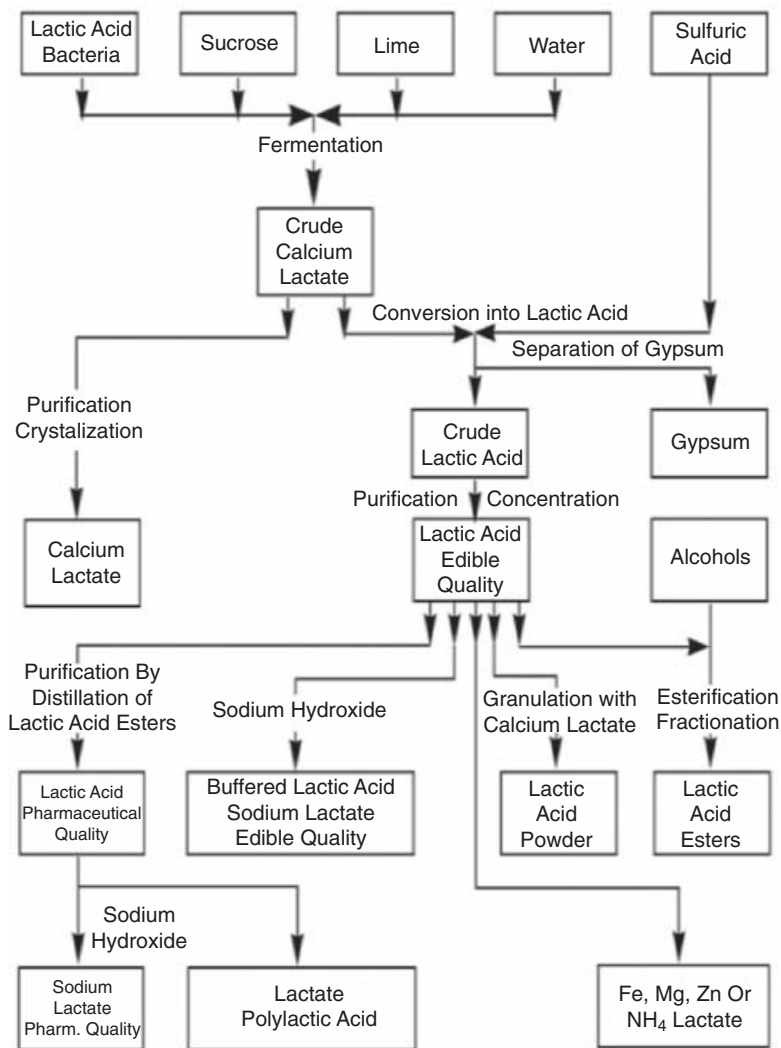 Lactic Acid
Bacteria
Sucrose
Lime
Water
Sulfuric
Acid
Fermentation
Crude
Calcium
Lactate
Conversion into Lactic Acid
Separation of Gypsum
Purification
Crystalization
Crude
Lactic Acid
Gypsum
Purification
Concentration
Calcium
Lactate
Lactic Acid
Edible
Quality
Alcohols
Purification By
Distillation of
Lactic Acid Esters
Sodium Hydroxide
Granulation with
Calcium Lactate
Esterification
Fractionation
Lactic Acid
Pharmaceutical
Quality
Buffered Lactic Acid
Sodium Lactate
Edible Quality
Lactic
Acid
Powder
Lactic
Acid
Esters
Sodium
Hydroxide
Sodium
Lactate
Pharm. Quality
Lactate
Polylactic Acid
Fe, Mg, Zn Or
NH₄ Lactate